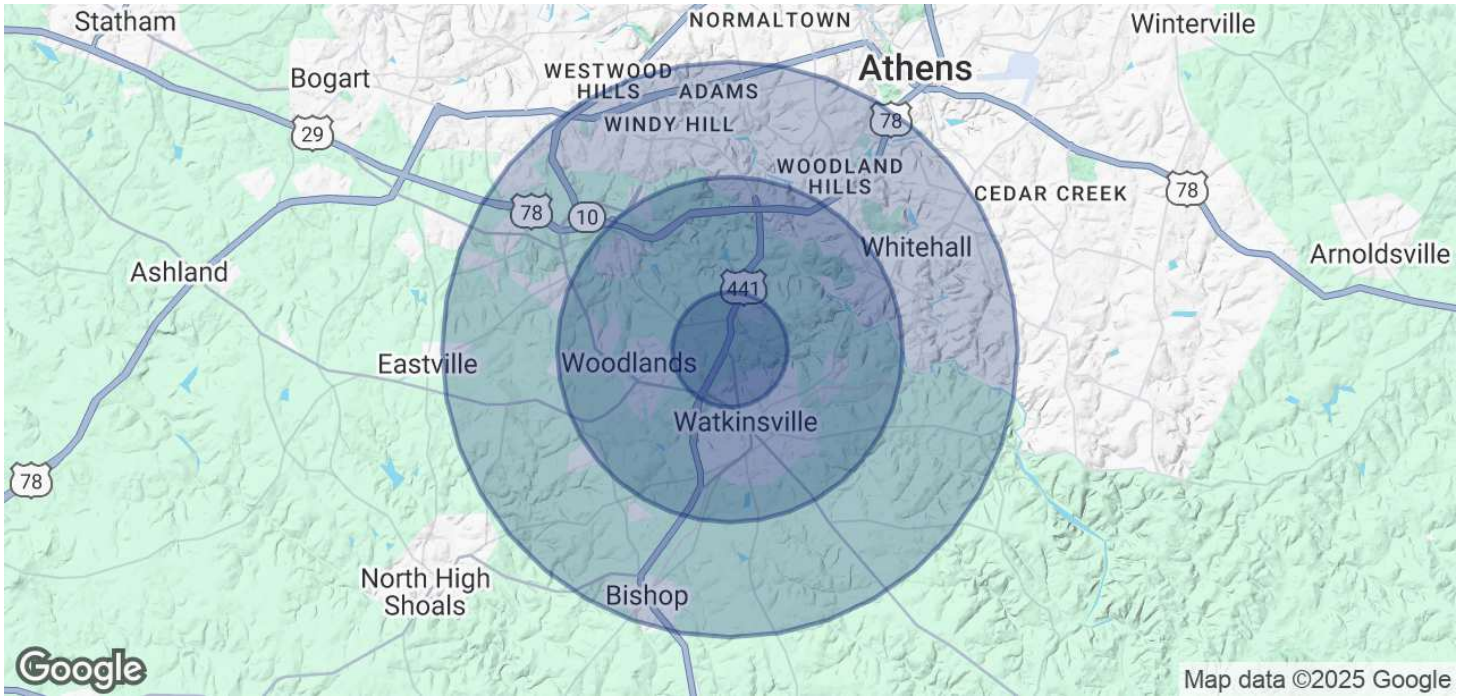 Statham
NORMALTOWN
Winterville
Bogart
WESTWOOD
HILLS
ADAMS
Athens
29
WINDY HILL
78
WOODLAND
HILLS
CEDAR CREEK
78
78
10
Whitehall
Arnoldsville
Ashland
441
Eastville
Woodlands
Watkinsville
78
North High
Shoals
Bishop
Google
Map data ©2025 Google